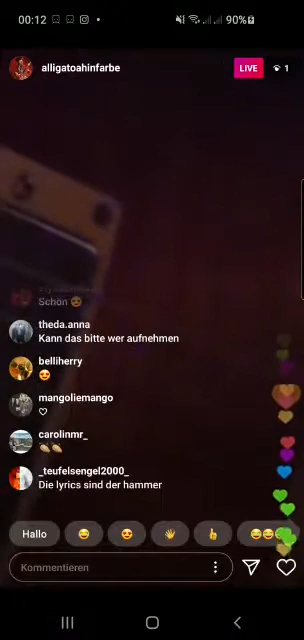 00:12
90%
alligatoahinfarbe
LIVE
1
Schön 😍
theda.anna
Kann das bitte wer aufnehmen
belliherry
😍
mangoliemango
♡
carolinmr_
👏👏
_teufelsengel2000_
Die lyrics sind der hammer
Hallo
Kommentieren